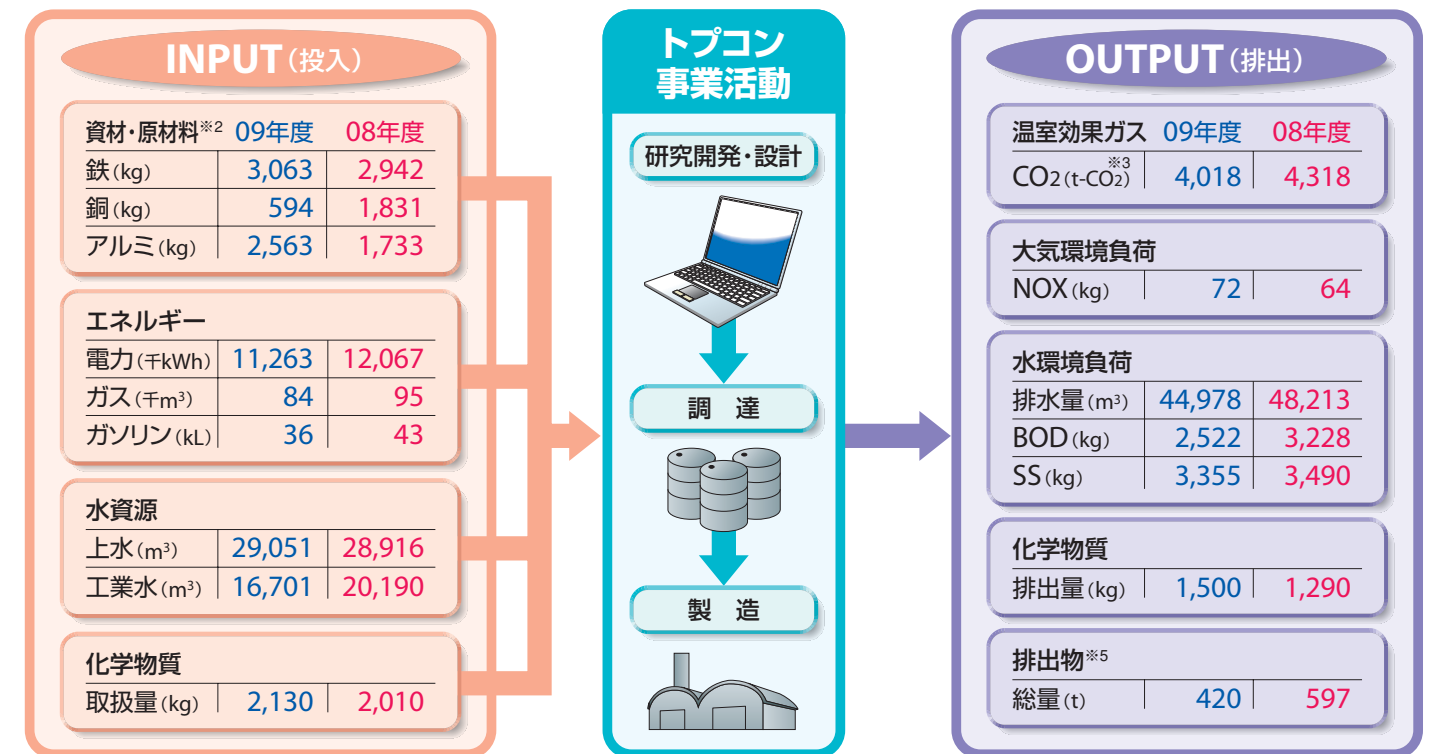 INPUT(投入)
資材・原材料※2 09年度 08年度
鉄(kg) 3,063 2,942
銅(kg) 594 1,831
アルミ(kg) 2,563 1,733
エネルギー
電力(千kWh) 11,263 12,067
ガス(千m³) 84 95
ガソリン(kL) 36 43
水資源
上水(m³) 29,051 28,916
工業水(m³) 16,701 20,190
化学物質
取扱量(kg) 2,130 2,010
トプコン
事業活動
研究開発・設計
調 達
製 造
OUTPUT(排出)
温室効果ガス 09年度 08年度
CO2(t-CO2)※3 4,018 4,318
大気環境負荷
NOX(kg) 72 64
水環境負荷
排水量(m³) 44,978 48,213
BOD(kg) 2,522 3,228
SS(kg) 3,355 3,490
化学物質
排出量(kg) 1,500 1,290
排出物※5
総量(t) 420 597